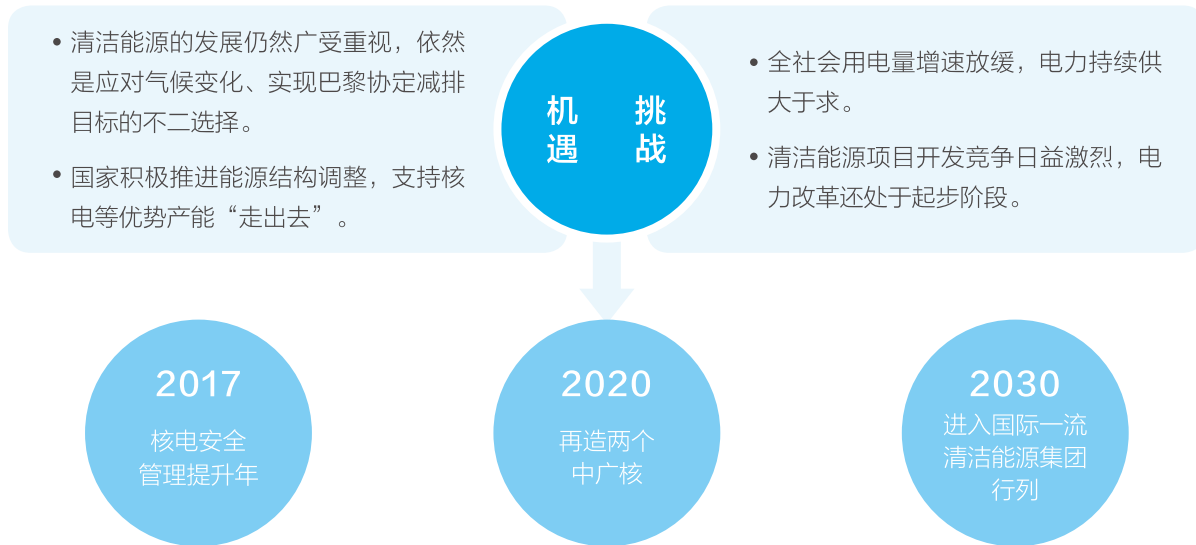 • 清洁能源的发展仍然广受重视，依然
是应对气候变化、实现巴黎协定减排
目标的不二选择。
• 国家积极推进能源结构调整，支持核
电等优势产能“走出去”。
机遇
挑战
• 全社会用电量增速放缓，电力持续供
大于求。
• 清洁能源项目开发竞争日益激烈，电
力改革还处于起步阶段。
2017
核电安全
管理提升年
2020
再造两个
中广核
2030
进入国际一流
清洁能源集团
行列